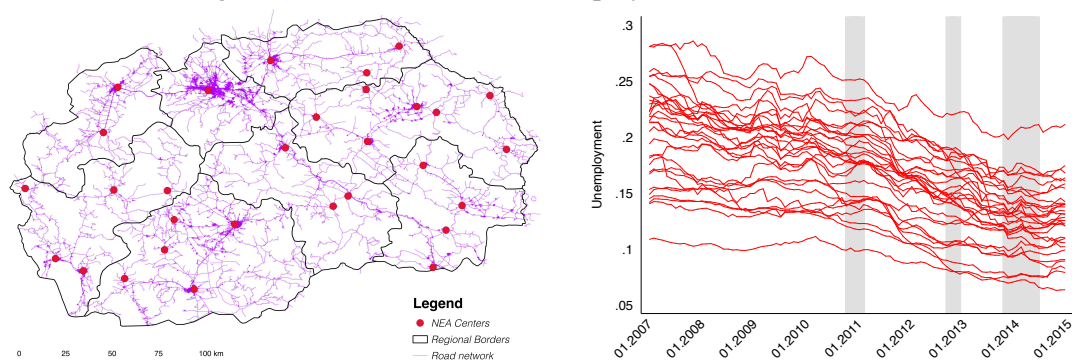 Legend
NEA Centers
Regional Borders
Road network
0 25 50 75 100 km
Unemployment
.3
.25
.2
.15
.1
.05
01.2007 01.2008 01.2009 01.2010 01.2011 01.2012 01.2013 01.2014 01.2015